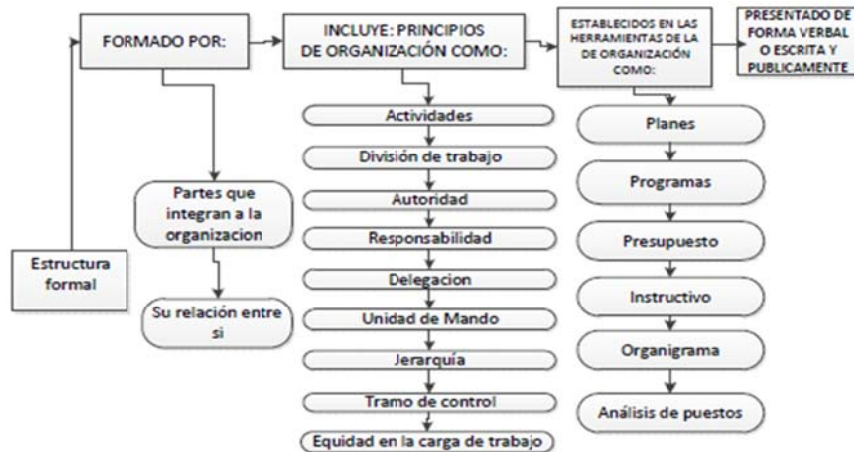 FORMADO POR:
INCLUYE: PRINCIPIOS
DE ORGANIZACIÓN COMO:
ESTABLECIDOS EN LAS
HERRAMIENTAS DE LA
DE ORGANIZACIÓN
COMO:
PRESENTADO DE
FORMA VERBAL
O ESCRITA Y
PUBLICAMENTE
Estructura
formal
Partes que
integran a la
organizacion
Su relación entre
si
Actividades
División de trabajo
Autoridad
Responsabilidad
Delegacion
Unidad de Mando
Jerarquía
Tramo de control
Equidad en la carga de trabajo
Planes
Programas
Presupuesto
Instructivo
Organigrama
Análisis de puestos